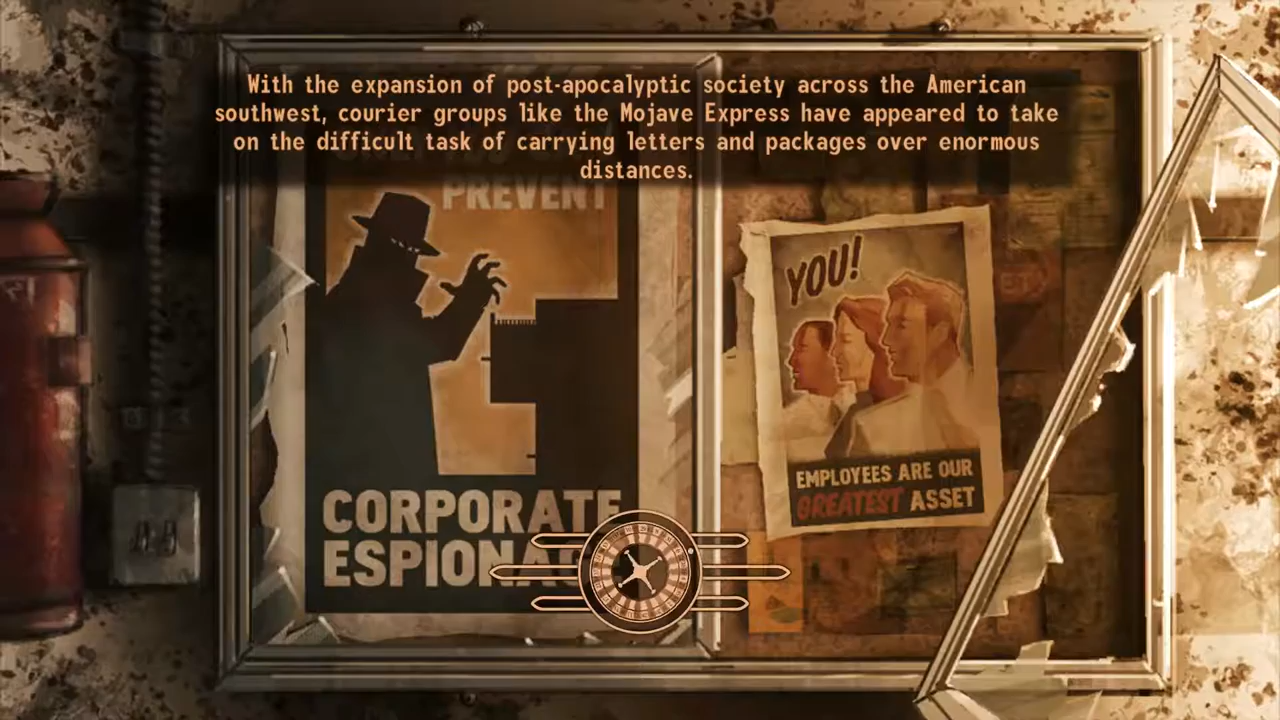 With the expansion of post-apocalyptic society across the American
southwest, courier groups like the Mojave Express have appeared to take
on the difficult task of carrying letters and packages over enormous
distances.
PREVENT
CORPORATE
YOU!
EMPLOYEES ARE OUR
GREATEST ASSET